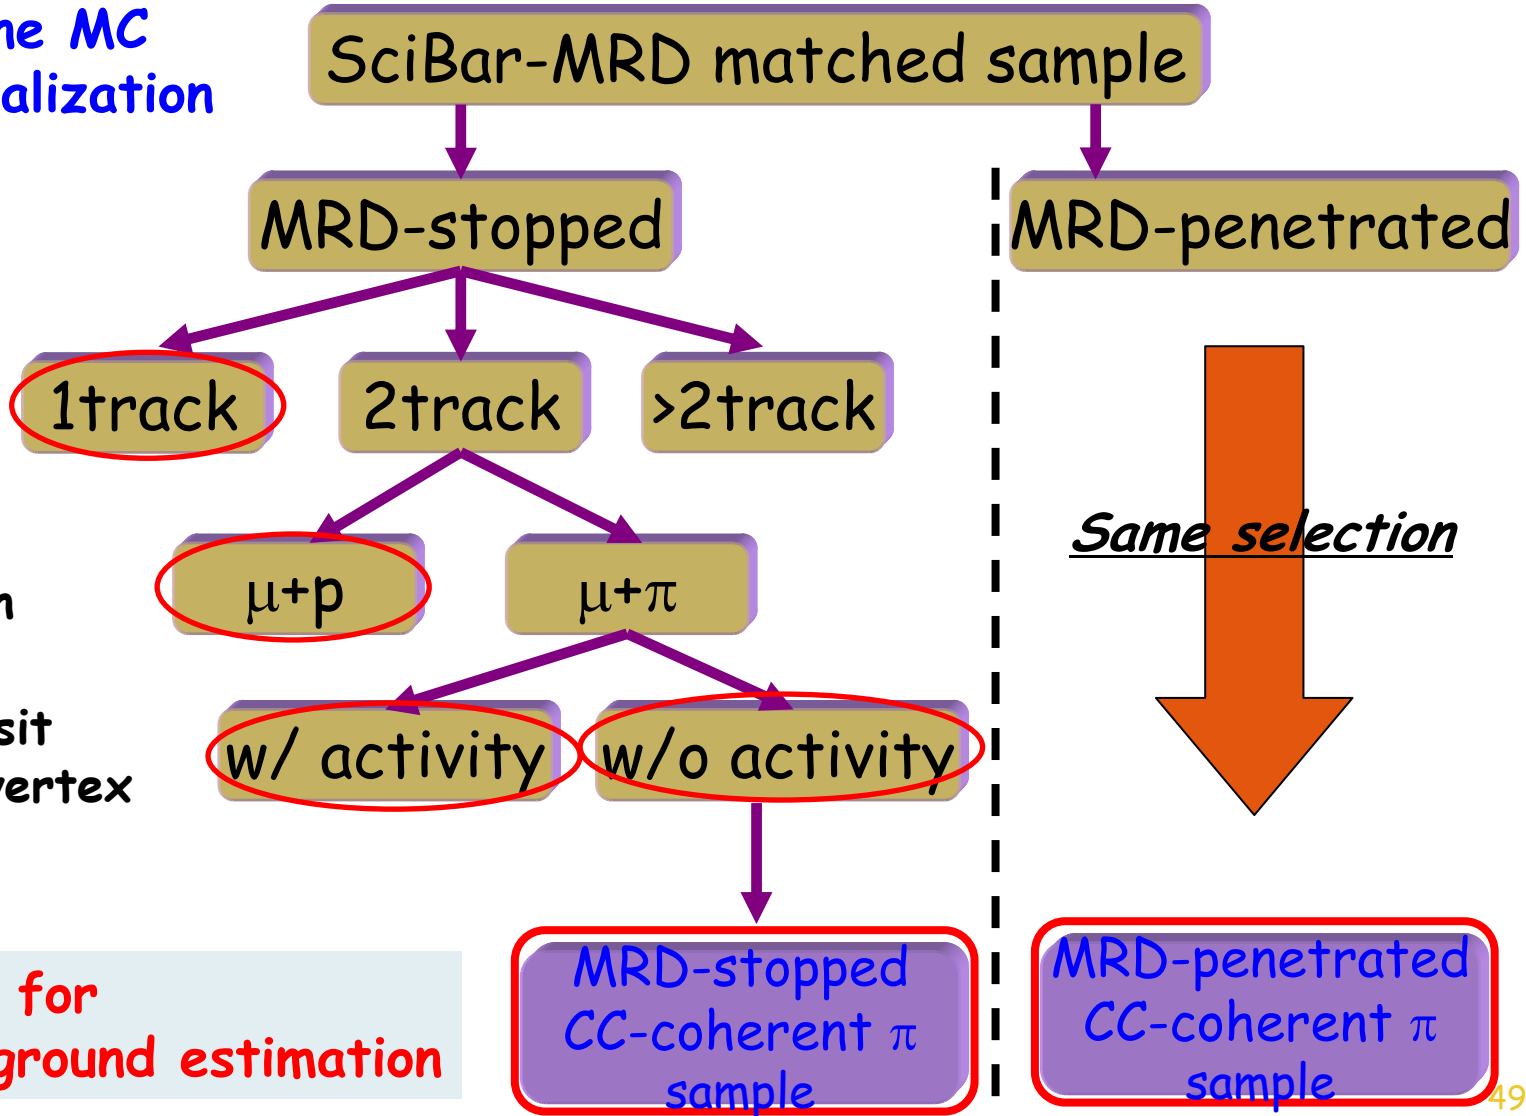 ne MC
alization
SciBar-MRD matched sample
MRD-stopped
MRD-penetrated
1track
2track
>2track
Same selection
μ+p
μ+π
n
sit
vertex
w/ activity
w/o activity
for
ground estimation
MRD-stopped
CC-coherent π
sample
MRD-penetrated
CC-coherent π
sample
49